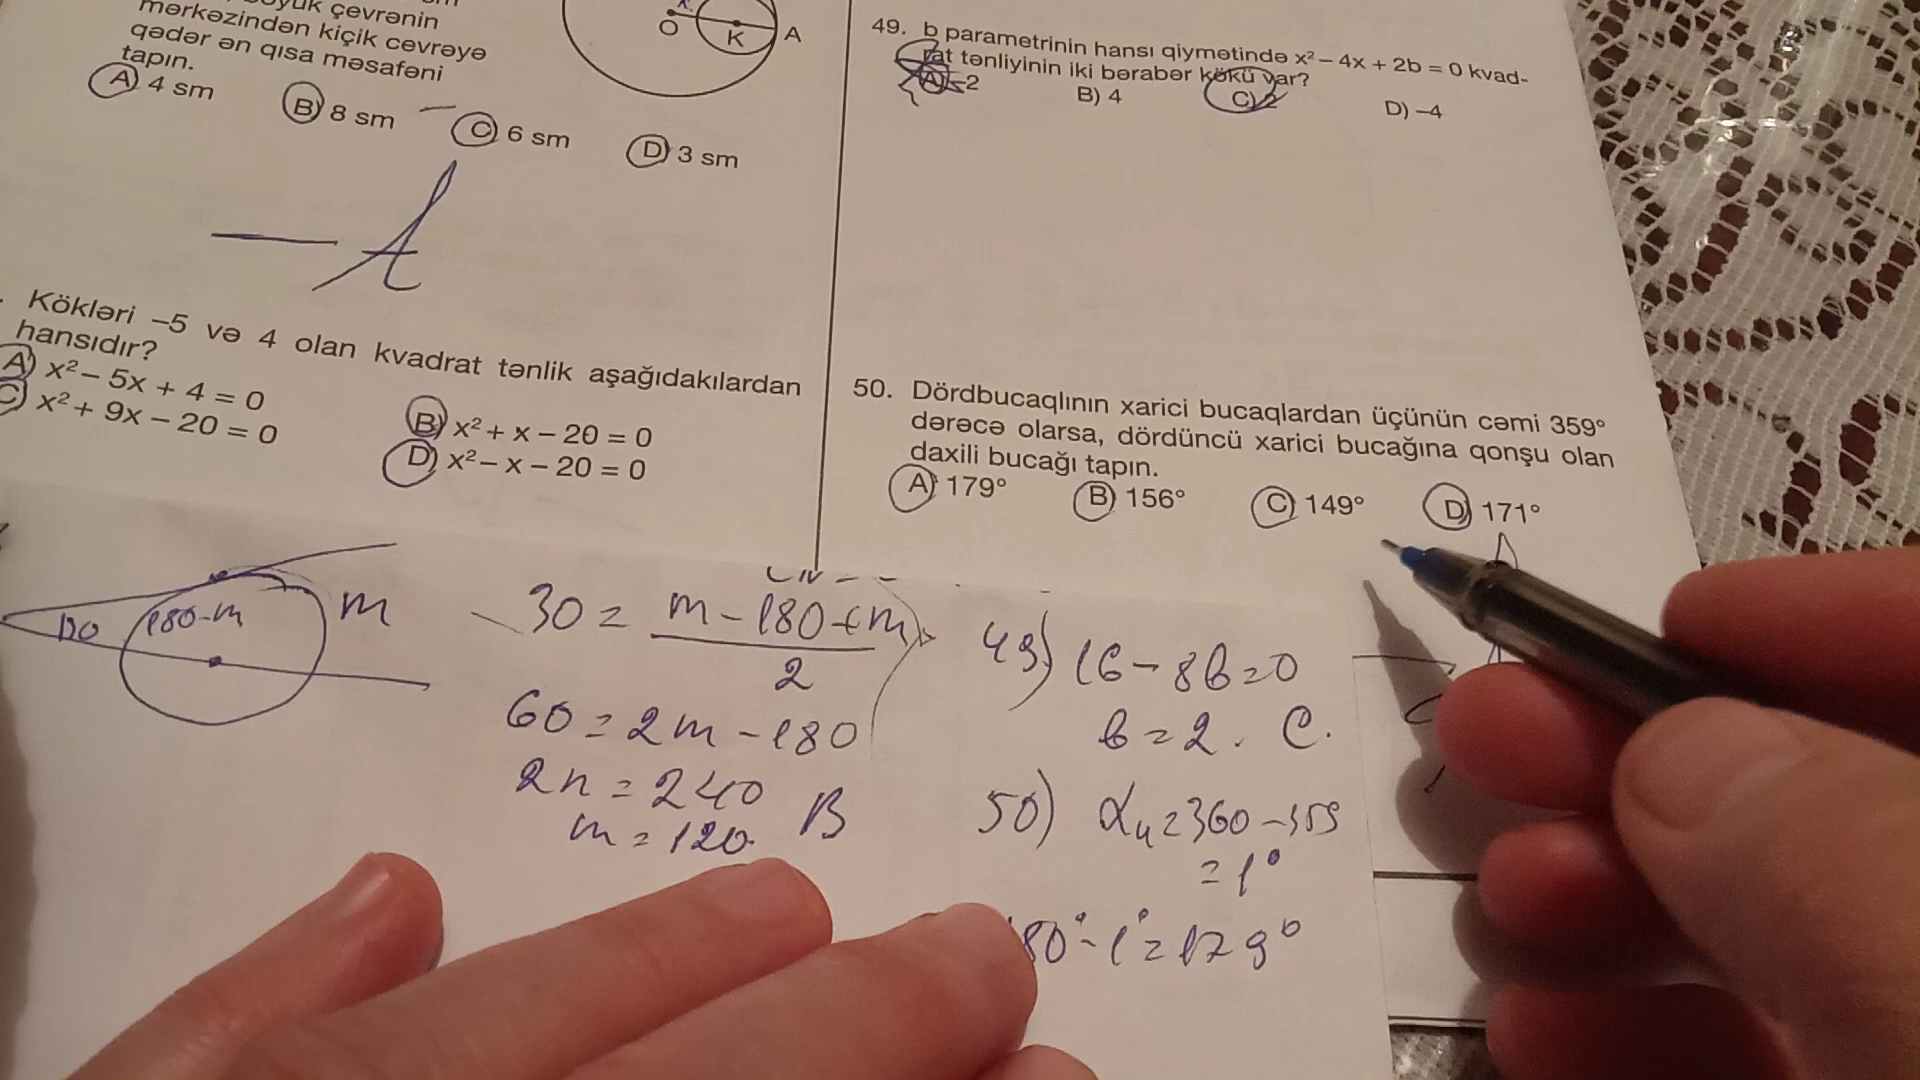 çevrənin
mərkəzindən kiçik cevrəyə
qədər ən qısa məsafəni
tapın.
A) 4 sm
B) 8 sm
C) 6 sm
D) 3 sm
O
K
A
A
Kökləri –5 və 4 olan kvadrat tənlik aşağıdakılardan
hansıdır?
A) x² – 5x + 4 = 0
B) x² + x – 20 = 0
C) x² + 9x – 20 = 0
D) x² – x – 20 = 0
49. b parametrinin hansı qiymətində x² – 4x + 2b = 0 kvad-
rat tənliyinin iki bərabər kökü var?
A) –2
B) 4
C) 2
D) –4
50. Dördbucaqlının xarici bucaqlardan üçünün cəmi 359°
dərəcə olarsa, dördüncü xarici bucağına qonşu olan
daxili bucağı tapın.
A) 179°
B) 156°
C) 149°
D) 171°
180-m
m
30 = m - 180 + m
2
60 = 2m - 180
2n = 240
m = 120.
B
49) 16 - 8b = 0
b = 2. C.
50) α₄ = 360 - 359
= 1°
80° - 1° = 179°